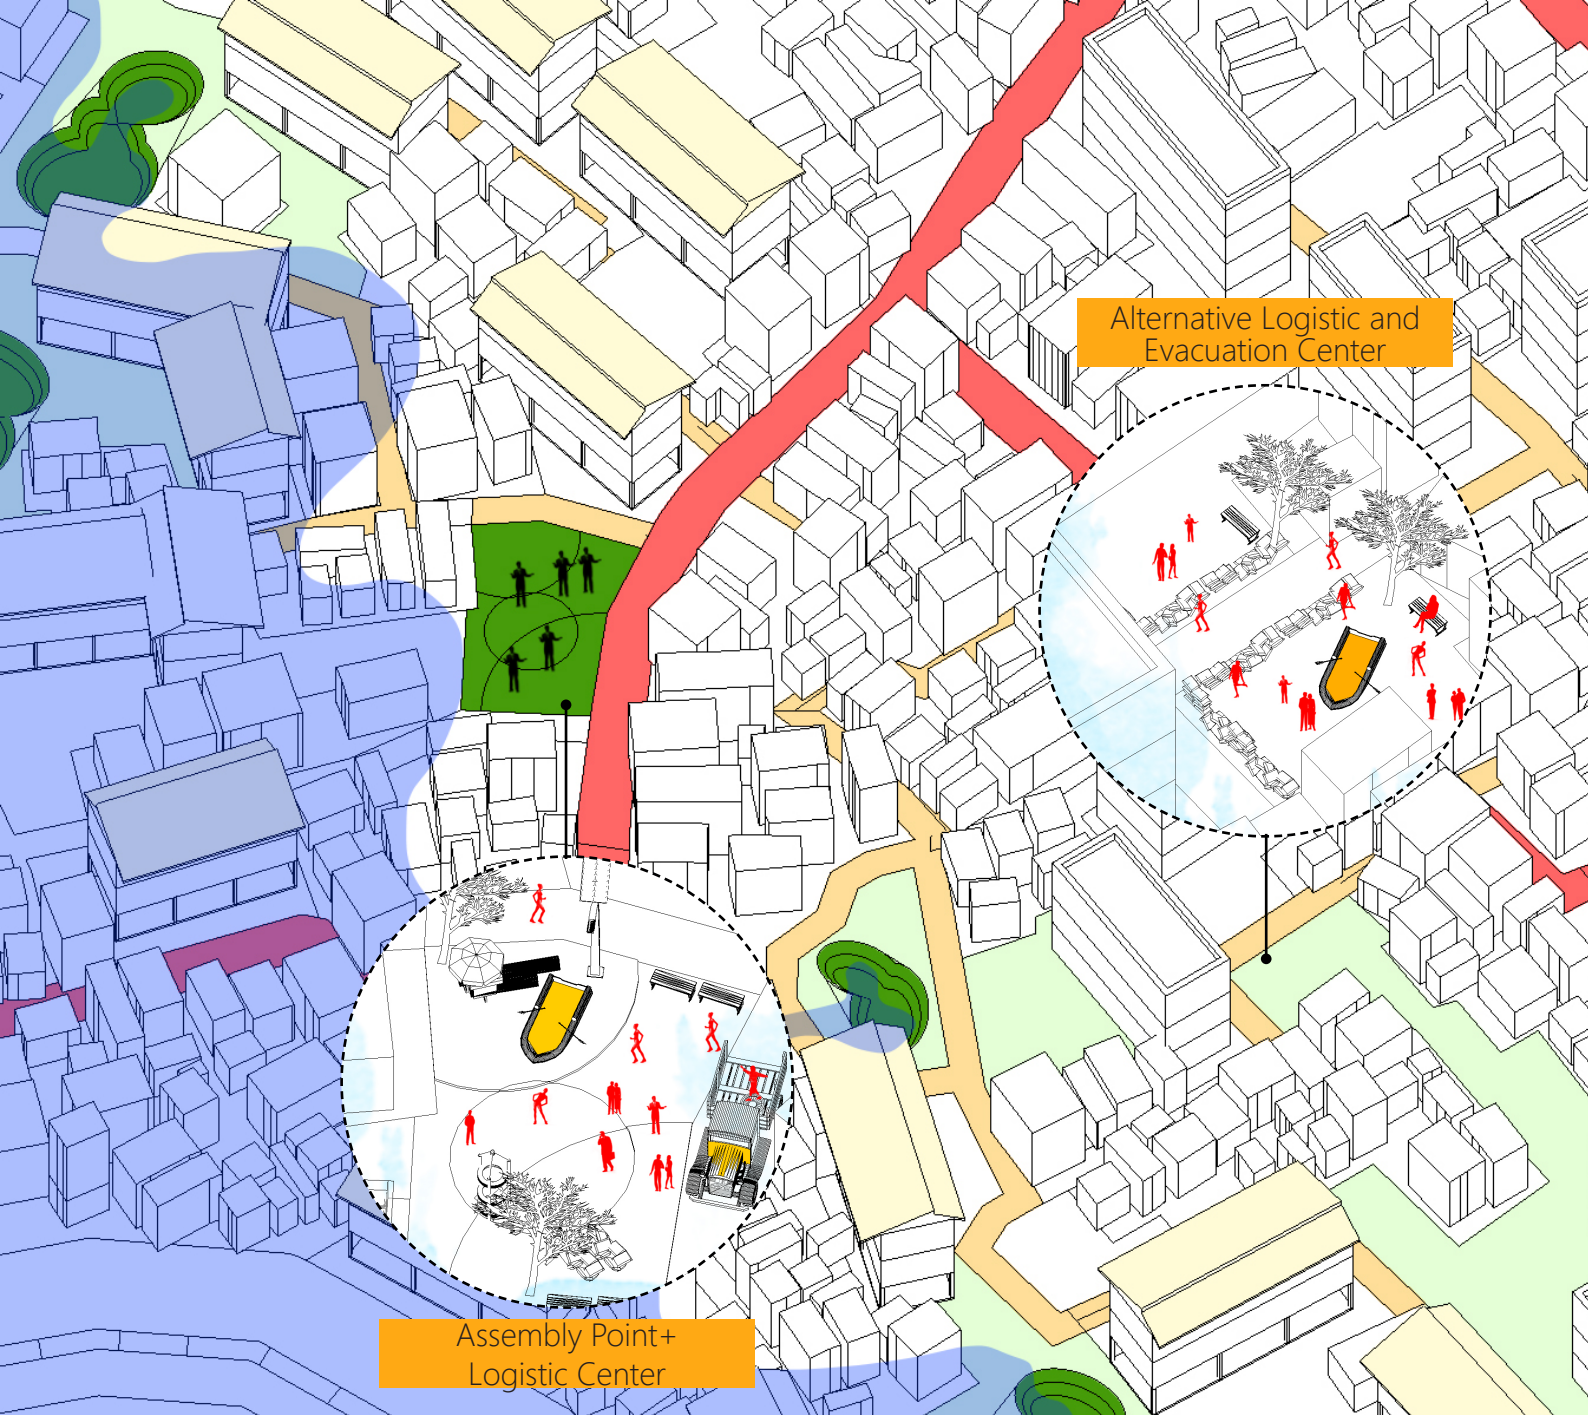 Alternative Logistic and
Evacuation Center
Assembly Point+
Logistic Center